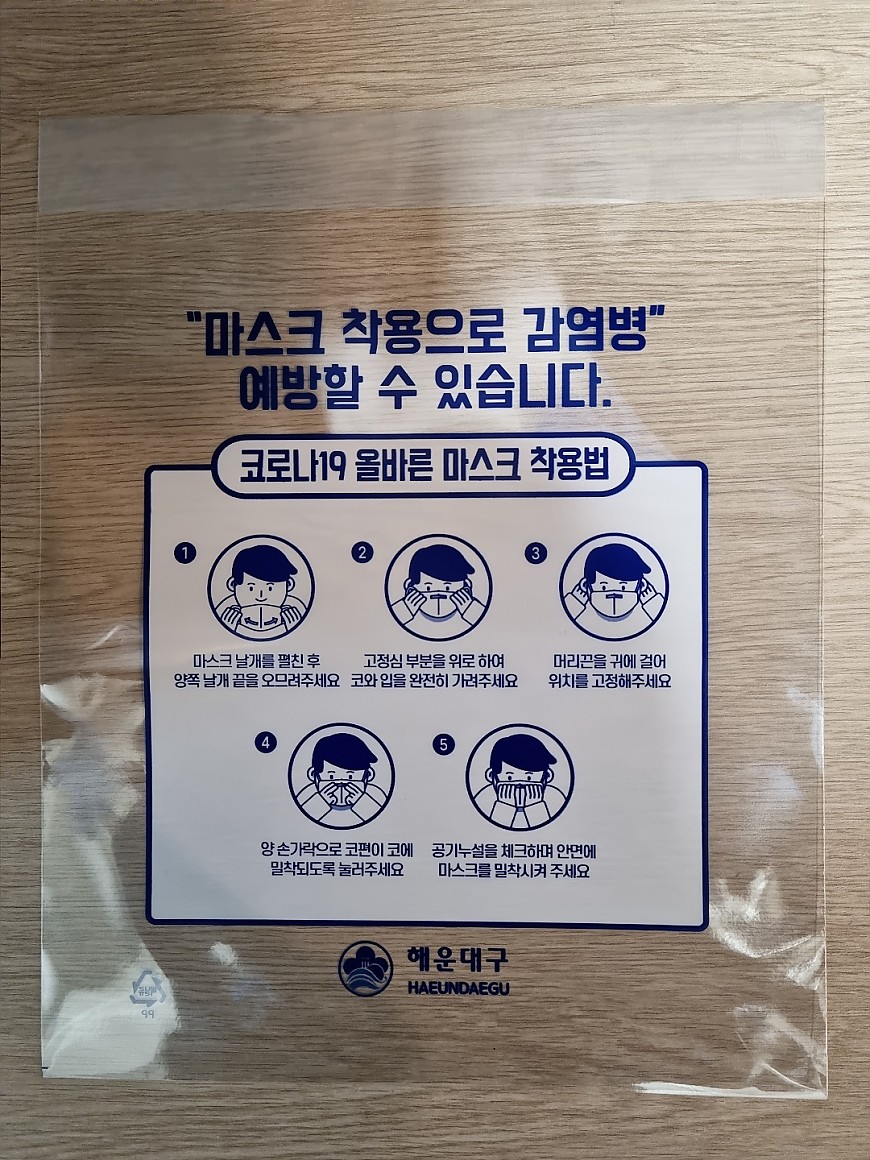 "마스크 착용으로 감염병"
예방할 수 있습니다.
코로나19 올바른 마스크 착용법
1
마스크 날개를 펼친 후
양쪽 날개 끝을 오므려주세요
2
고정심 부분을 위로 하여
코와 입을 완전히 가려주세요
3
머리끈을 귀에 걸어
위치를 고정해주세요
4
양 손가락으로 코편이 코에
밀착되도록 눌러주세요
5
공기누설을 체크하며 안면에
마스크를 밀착시켜 주세요
해운대구
HAEUNDAEGU
PP